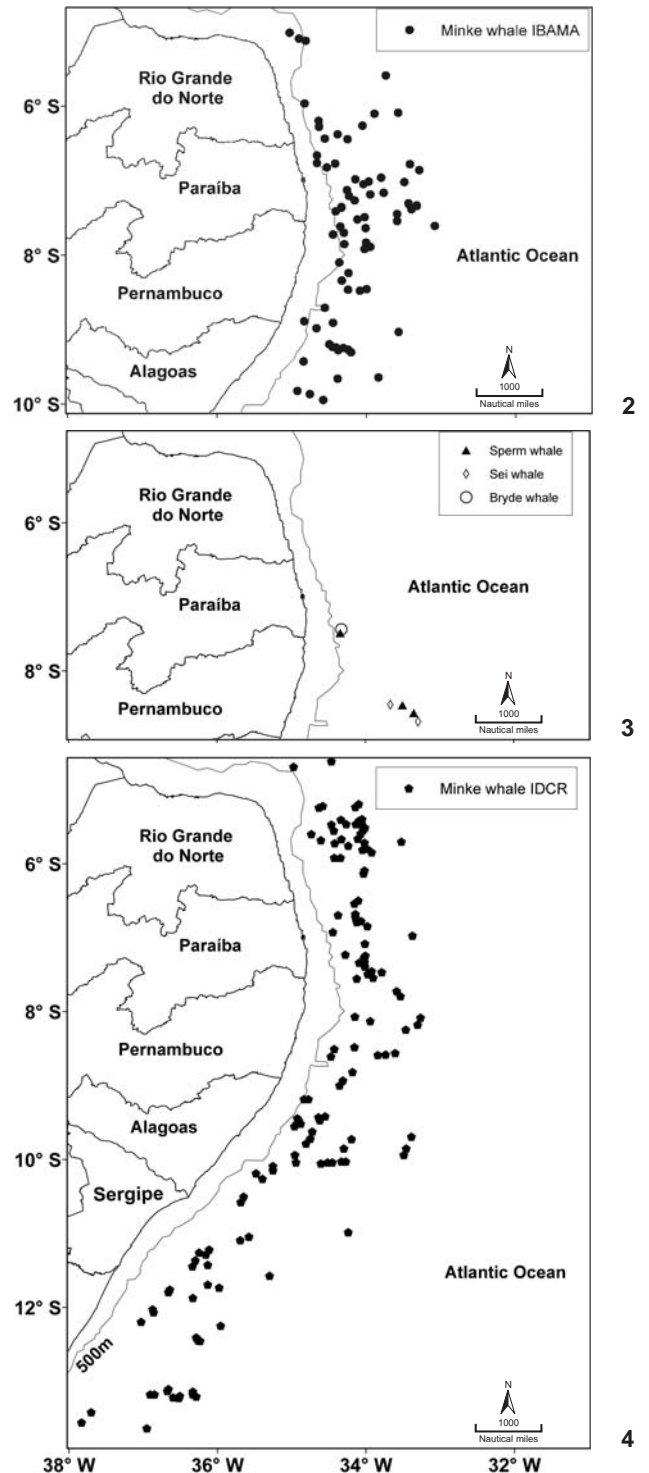 Minke whale IBAMA
Rio Grande
do Norte
6° S
Paraíba
8° S
Atlantic Ocean
Pernambuco
Alagoas
N
1000
Nautical miles
10° S
34° W
32° W
36° W
2
Sperm whale
Sei whale
Bryde whale
Rio Grande
do Norte
6° S
Atlantic Ocean
Paraíba
8° S
Pernambuco
N
1000
Nautical miles
3
Minke whale IDCR
Rio Grande
do Norte
6° S
Paraíba
8° S
Pernambuco
Alagoas
10° S
Sergipe
Atlantic Ocean
12° S
500m
N
1000
Nautical miles
4
38° W
36° W
34° W
32° W